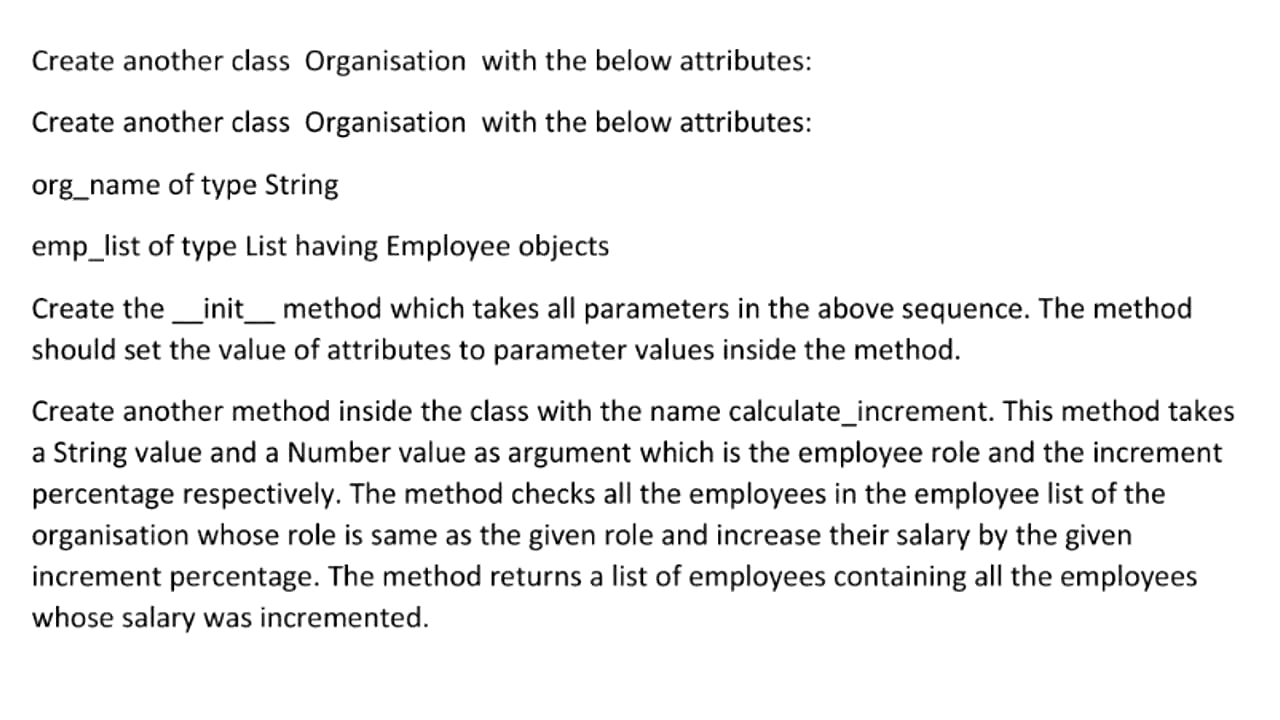 Create another class  Organisation  with the below attributes:
Create another class  Organisation  with the below attributes:
org_name of type String
emp_list of type List having Employee objects
Create the __init__ method which takes all parameters in the above sequence. The method
should set the value of attributes to parameter values inside the method.
Create another method inside the class with the name calculate_increment. This method takes
a String value and a Number value as argument which is the employee role and the increment
percentage respectively. The method checks all the employees in the employee list of the
organisation whose role is same as the given role and increase their salary by the given
increment percentage. The method returns a list of employees containing all the employees
whose salary was incremented.